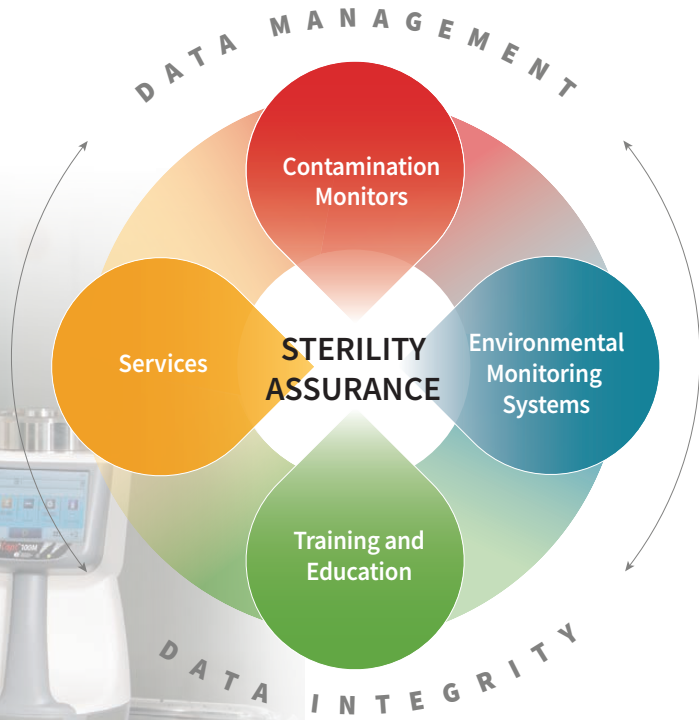 DATA MANAGEMENT
Contamination
Monitors
Services
STERILITY
ASSURANCE
Environmental
Monitoring
Systems
Training and
Education
DATA INTEGRITY